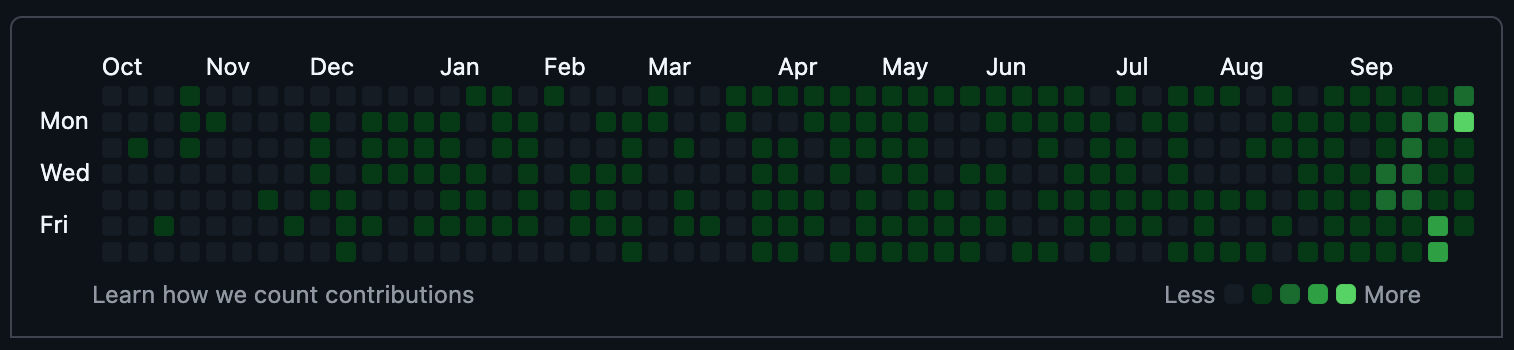 Oct Nov Dec Jan Feb Mar Apr May Jun Jul Aug Sep
Mon
Wed
Fri
Learn how we count contributions Less More